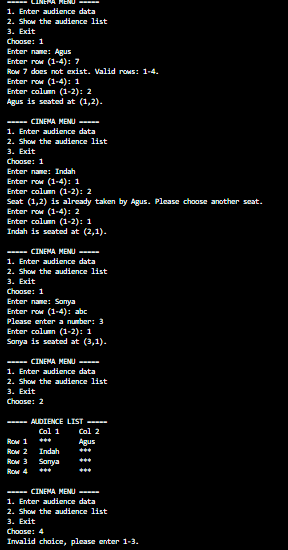 ===== CINEMA MENU =====
1. Enter audience data
2. Show the audience list
3. Exit
Choose: 1
Enter name: Agus
Enter row (1-4): 7
Row 7 does not exist. Valid rows: 1-4.
Enter row (1-4): 1
Enter column (1-2): 2
Agus is seated at (1,2).
===== CINEMA MENU =====
1. Enter audience data
2. Show the audience list
3. Exit
Choose: 1
Enter name: Indah
Enter row (1-4): 1
Enter column (1-2): 2
Seat (1,2) is already taken by Agus. Please choose another seat.
Enter row (1-4): 2
Enter column (1-2): 1
Indah is seated at (2,1).
===== CINEMA MENU =====
1. Enter audience data
2. Show the audience list
3. Exit
Choose: 1
Enter name: Sonya
Enter row (1-4): abc
Please enter a number: 3
Enter column (1-2): 1
Sonya is seated at (3,1).
===== CINEMA MENU =====
1. Enter audience data
2. Show the audience list
3. Exit
Choose: 2
===== AUDIENCE LIST =====
Col 1 Col 2
Row 1 *** Agus
Row 2 Indah ***
Row 3 Sonya ***
Row 4 *** ***
===== CINEMA MENU =====
1. Enter audience data
2. Show the audience list
3. Exit
Choose: 4
Invalid choice, please enter 1-3.